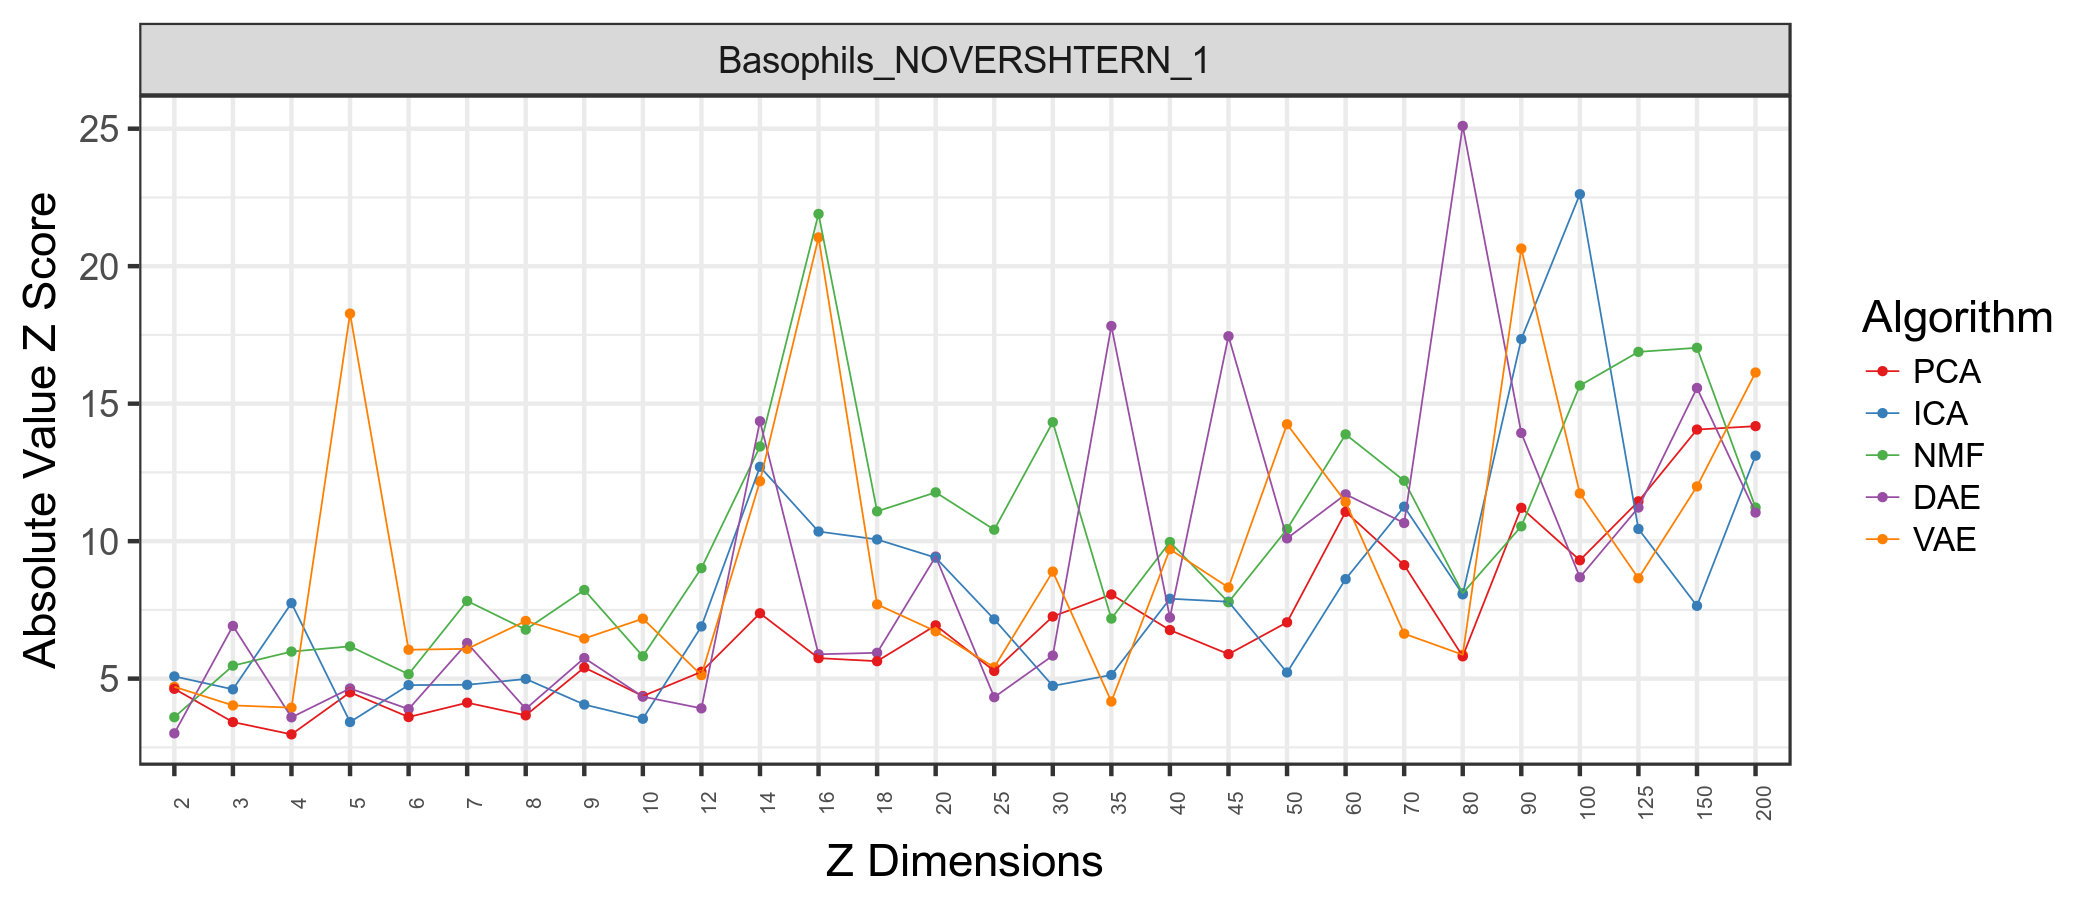 Basophils_NOVERSHTERN_1
25
20
15
10
5
Absolute Value Z Score
2 3 4 5 6 7 8 9 10 12 14 16 18 20 25 30 35 40 45 50 60 70 80 90 100 125 150 200
Z Dimensions
Algorithm
PCA
ICA
NMF
DAE
VAE